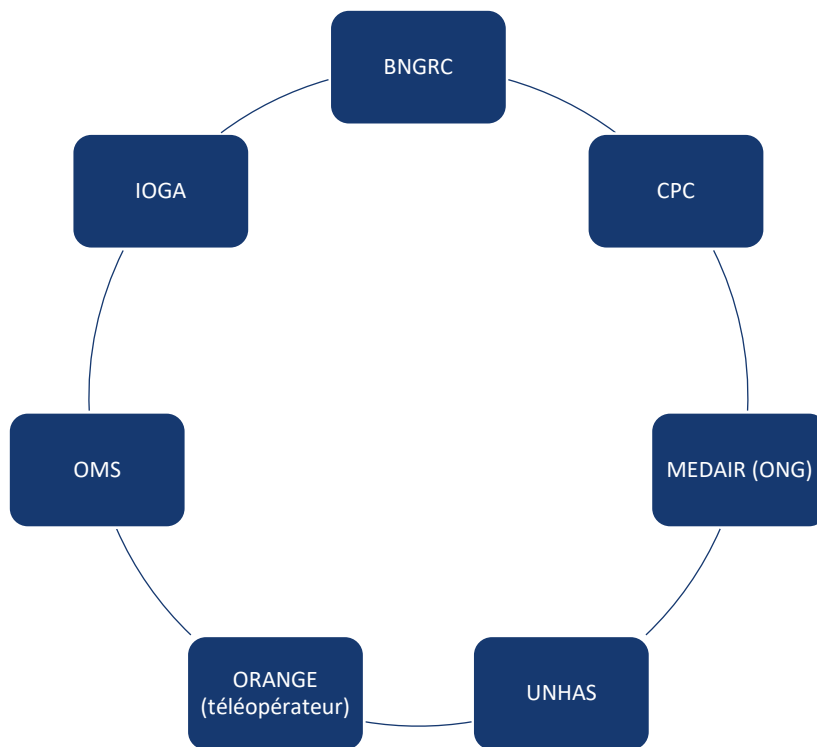 BNGRC
IOGA
CPC
OMS
MEDAIR (ONG)
ORANGE
(téléopérateur)
UNHAS